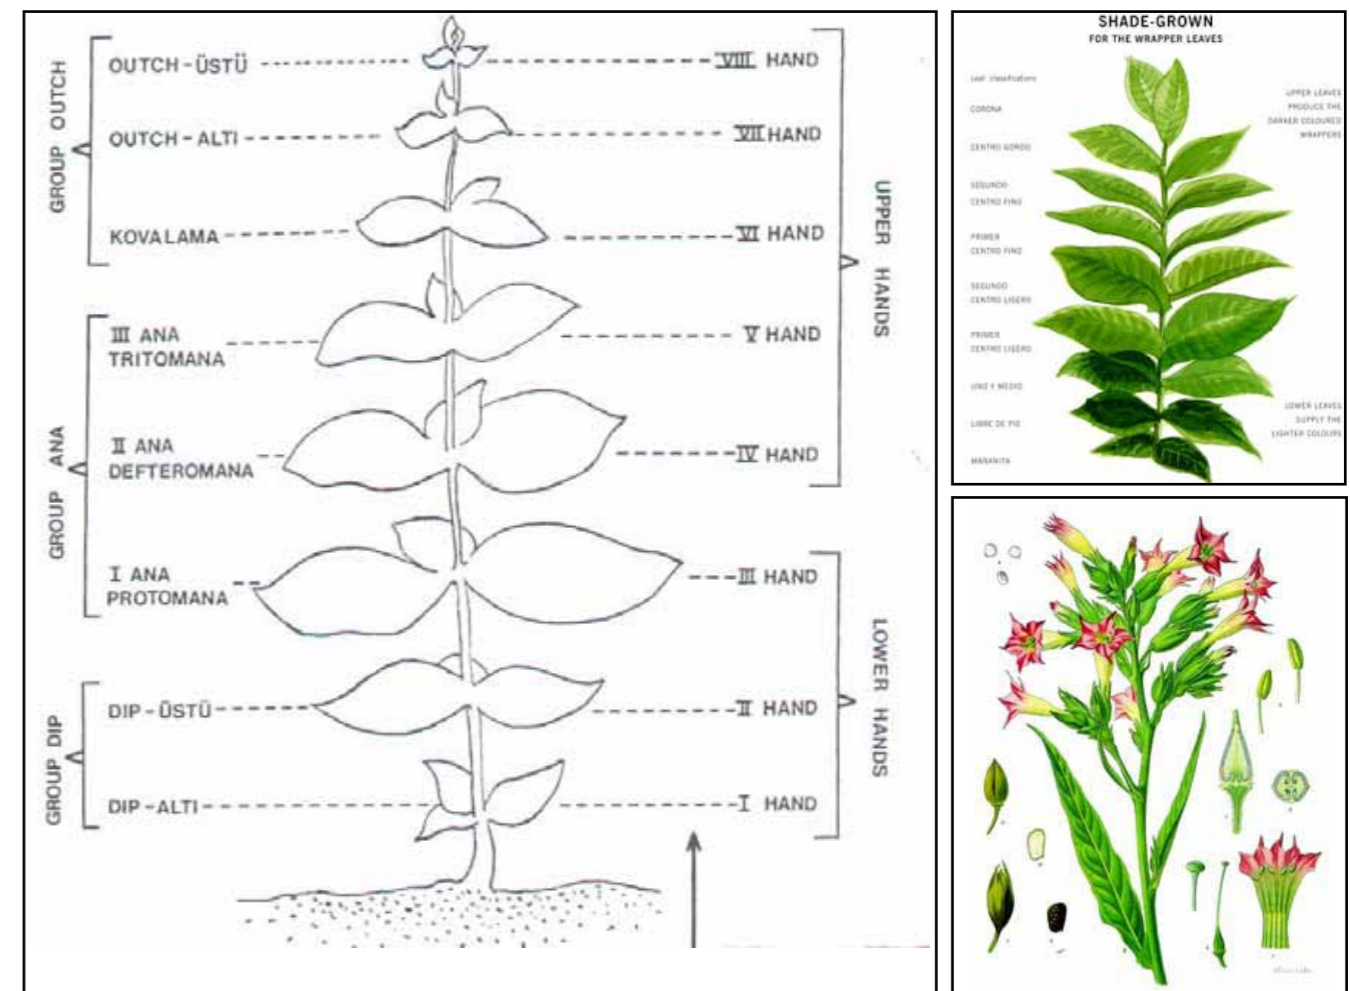 GROUP OUTCH
OUTCH-ÜSTÜ
VIII HAND
OUTCH-ALTI
VII HAND
KOVALAMA
VI HAND
GROUP ANA
III ANA
TRITOMANA
V HAND
II ANA
DEFTEROMANA
IV HAND
I ANA
PROTOMANA
III HAND
GROUP DIP
DIP-ÜSTÜ
II HAND
DIP-ALTI
I HAND
UPPER HANDS
LOWER HANDS
SHADE-GROWN
FOR THE WRAPPER LEAVES
Leaf classifications
CORONA
CENTRO GORDO
SEGUNDO
CENTRO FINO
PRIMER
CENTRO FINO
SEGUNDO
CENTRO LIGERO
PRIMER
CENTRO LIGERO
UNO Y MEDIO
LIBRE DE PIE
MANANITA
UPPER LEAVES
PRODUCE THE
DARKER COLOURED
WRAPPERS
LOWER LEAVES
SUPPLY THE
LIGHTER COLOURS